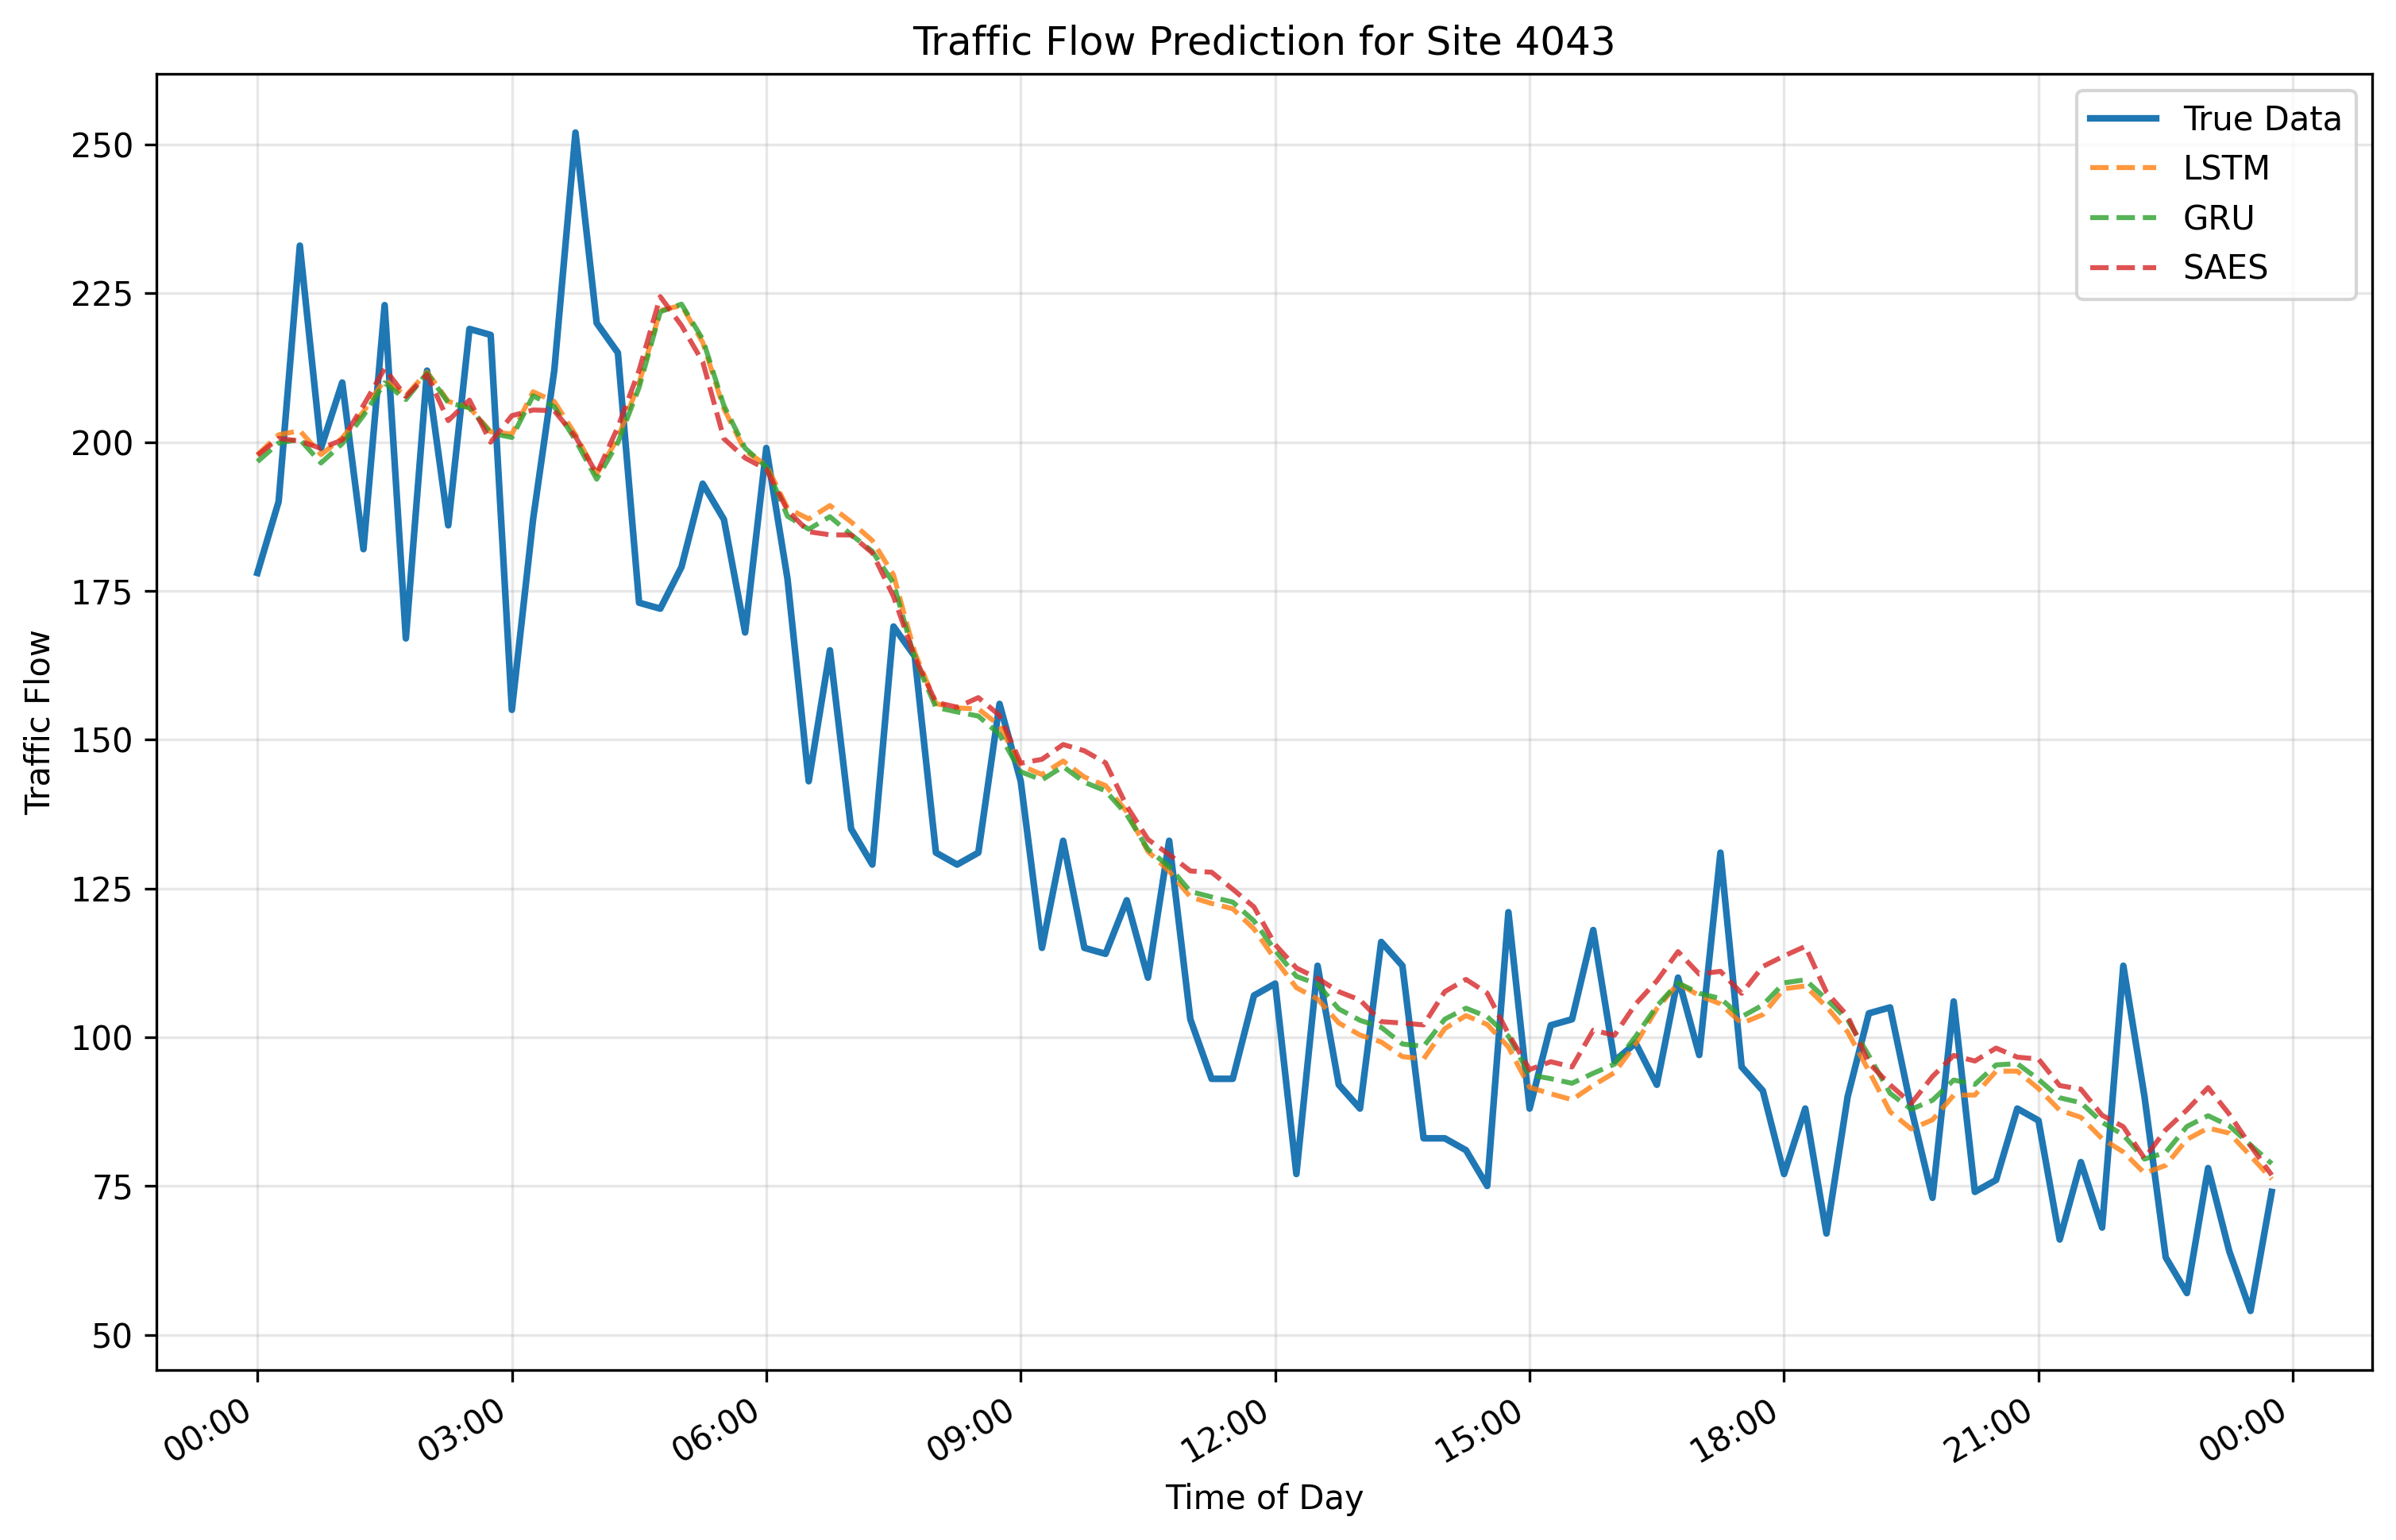 Traffic Flow Prediction for Site 4043
True Data
LSTM
GRU
SAES
250
225
200
175
150
125
100
75
50
Traffic Flow
00:00
03:00
06:00
09:00
12:00
15:00
18:00
21:00
00:00
Time of Day